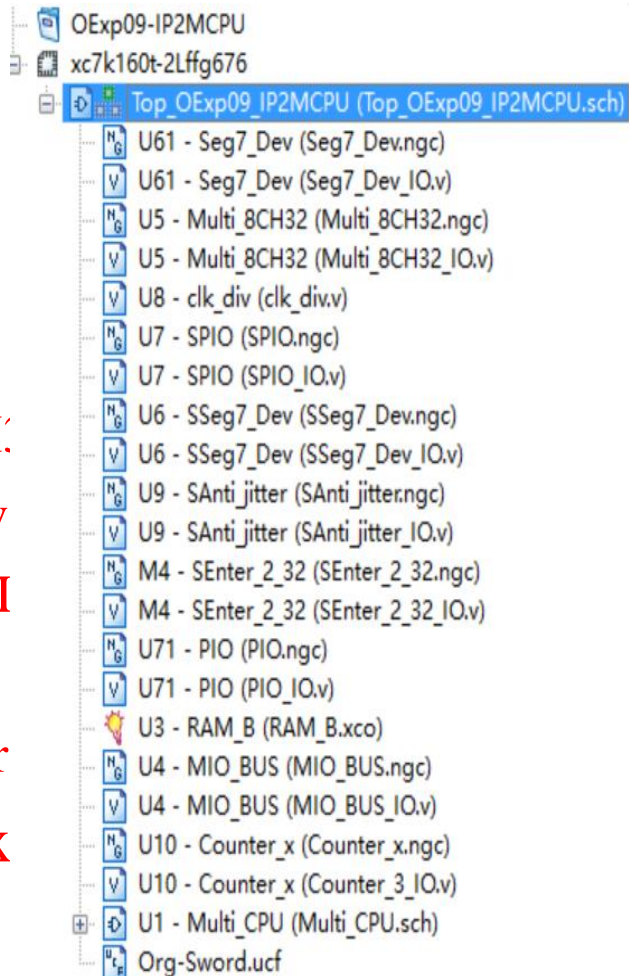 OExp09-IP2MCPU
xc7k160t-2Lffg676
Top_OExp09_IP2MCPU (Top_OExp09_IP2MCPU.sch)
U61 - Seg7_Dev (Seg7_Dev.ngc)
U61 - Seg7_Dev (Seg7_Dev_IO.v)
U5 - Multi_8CH32 (Multi_8CH32.ngc)
U5 - Multi_8CH32 (Multi_8CH32_IO.v)
U8 - clk_div (clk_div.v)
U7 - SPIO (SPIO.ngc)
U7 - SPIO (SPIO_IO.v)
U6 - SSeg7_Dev (SSeg7_Dev.ngc)
U6 - SSeg7_Dev (SSeg7_Dev_IO.v)
U9 - SAnti_jitter (SAnti_jitter.ngc)
U9 - SAnti_jitter (SAnti_jitter_IO.v)
M4 - SEnter_2_32 (SEnter_2_32.ngc)
M4 - SEnter_2_32 (SEnter_2_32_IO.v)
U71 - PIO (PIO.ngc)
U71 - PIO (PIO_IO.v)
U3 - RAM_B (RAM_B.xco)
U4 - MIO_BUS (MIO_BUS.ngc)
U4 - MIO_BUS (MIO_BUS_IO.v)
U10 - Counter_x (Counter_x.ngc)
U10 - Counter_x (Counter_3_IO.v)
U1 - Multi_CPU (Multi_CPU.sch)
Org-Sword.ucf